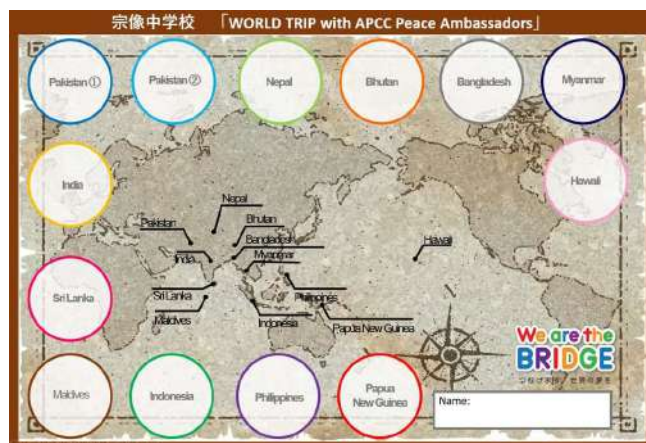 宗像中学校 「WORLD TRIP with APCC Peace Ambassadors」
Pakistan①
Pakistan②
Nepal
Bhutan
Bangladesh
Myanmar
India
Hawaii
Nepal
Pakistan
Bhutan
Bangladesh
India
Myanmar
Hawaii
Sri Lanka
Sri Lanka
Maldives
Indonesia
Philippines
Papua New Guinea
We are the
BRIDGE
Maldives
Indonesia
Philippines
Papua
New Guinea
Name: